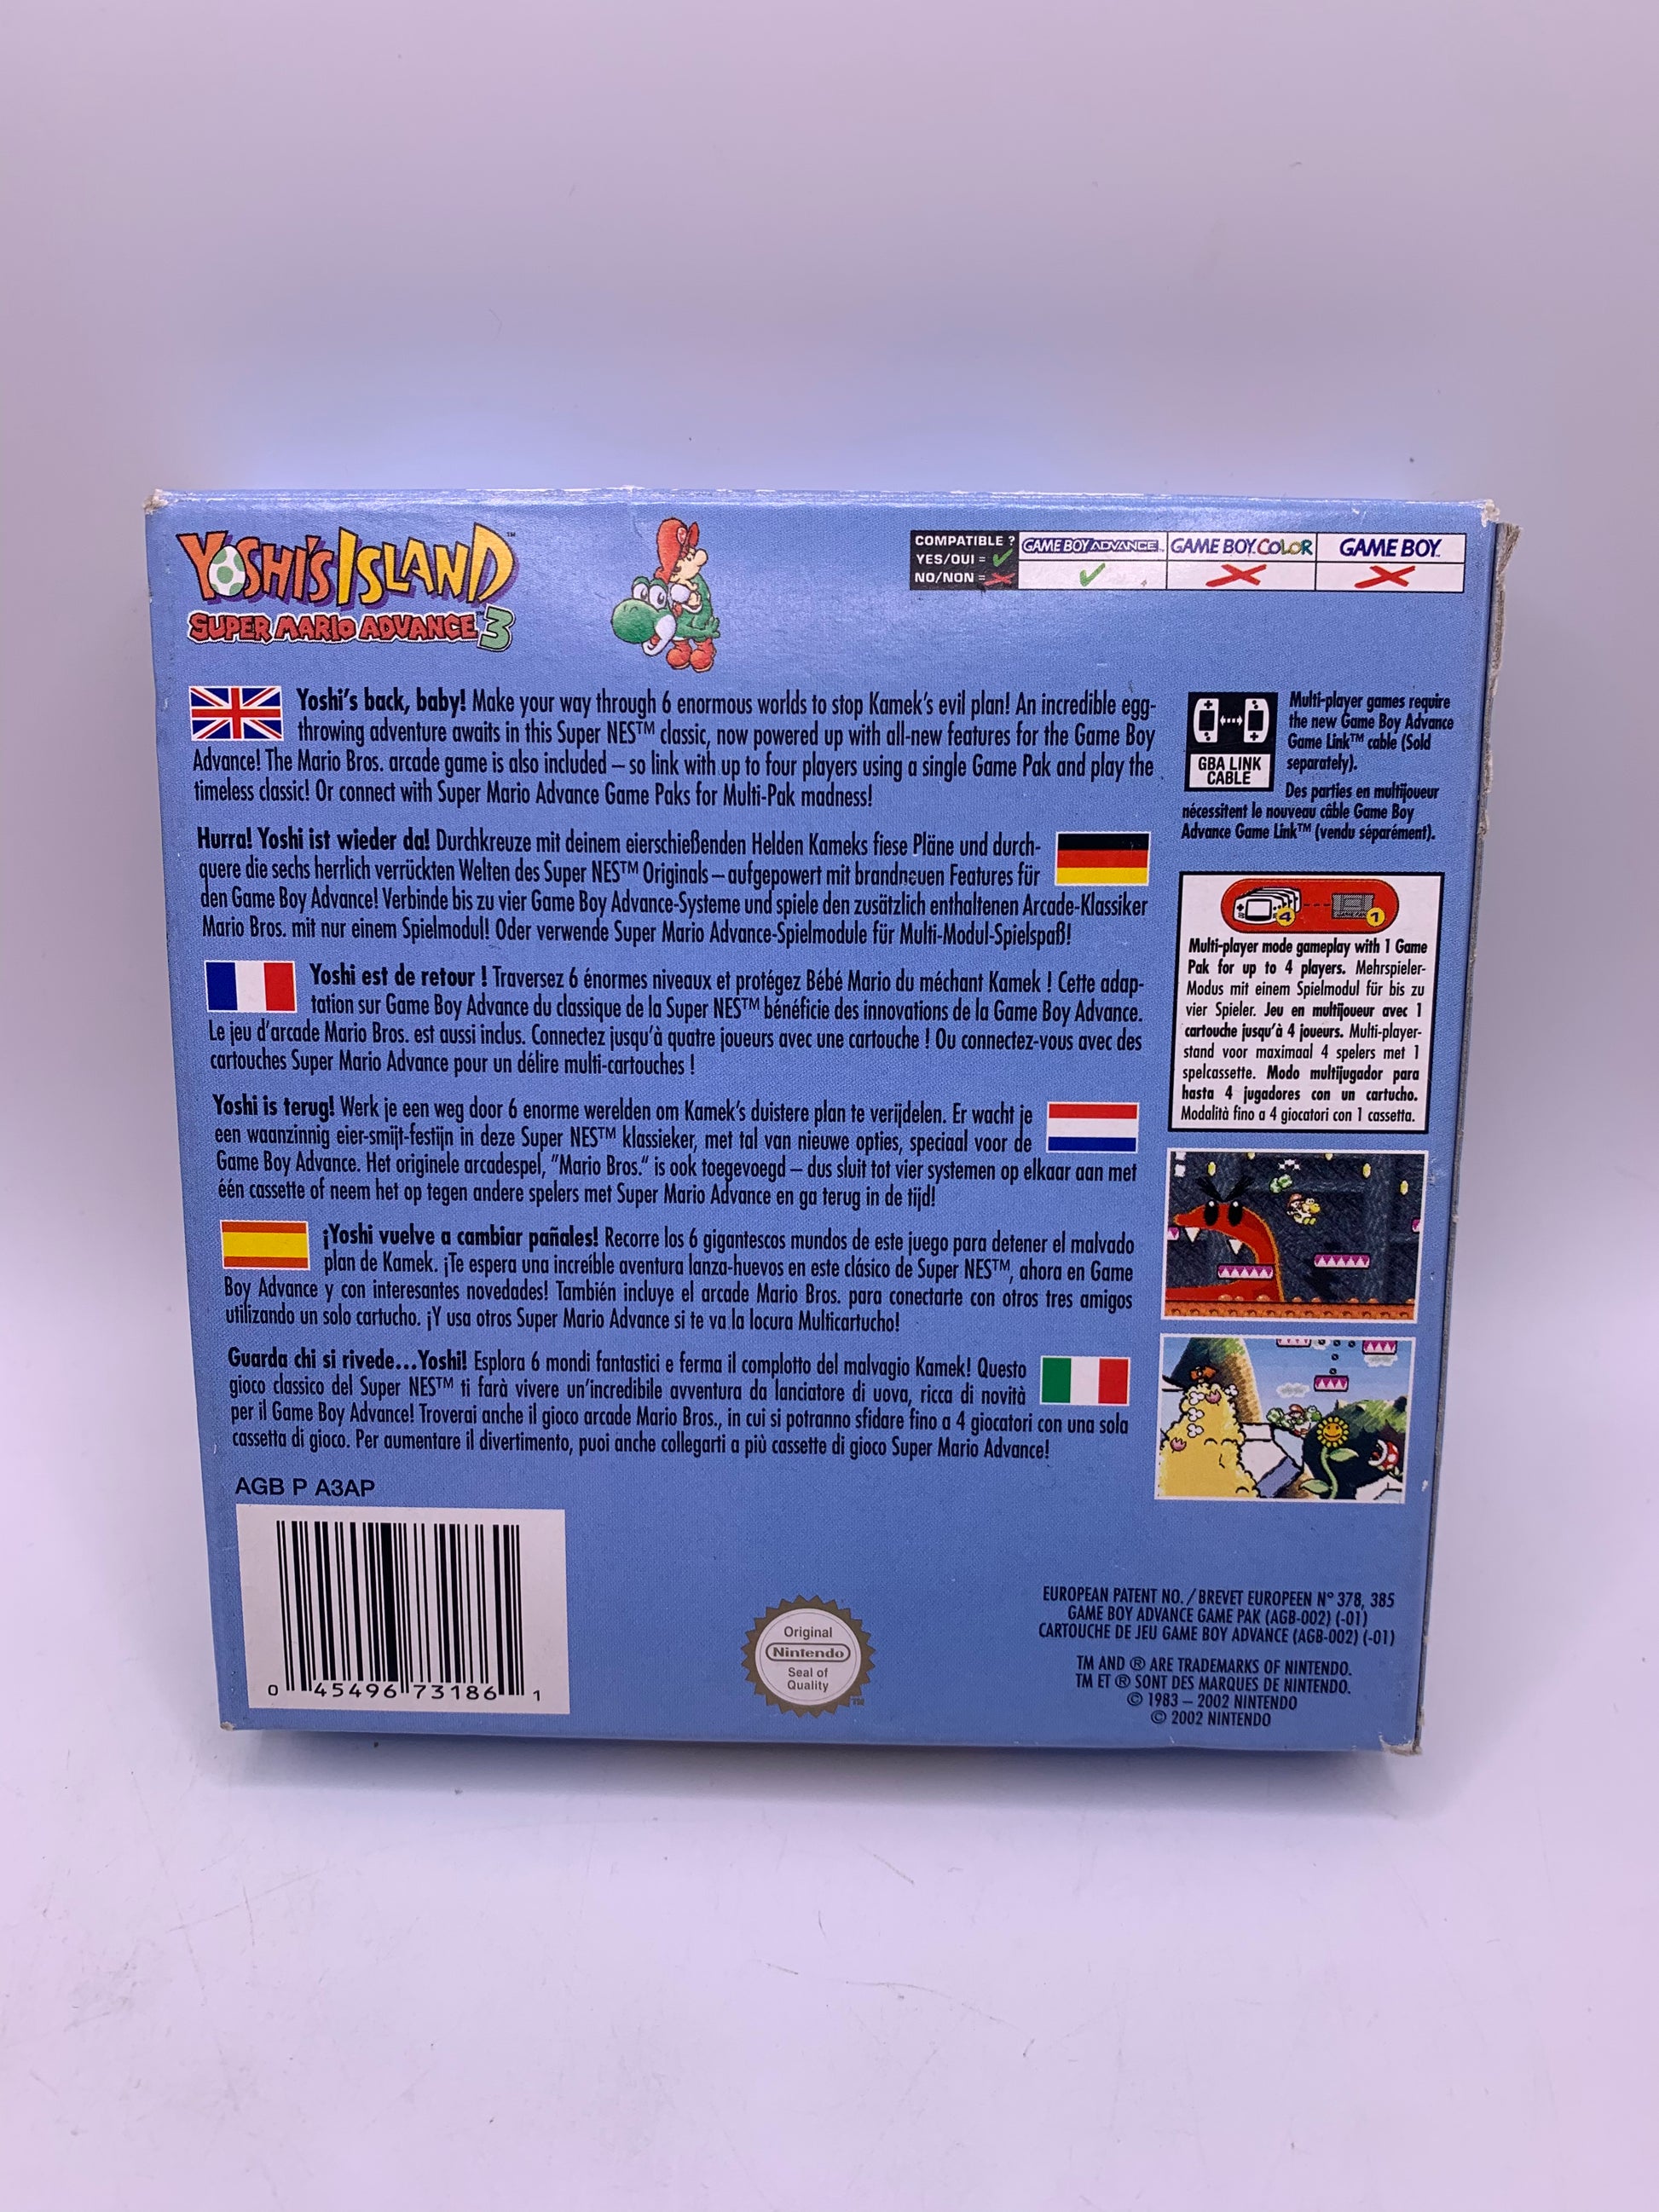 YOSHI'S ISLAND™
SUPER MARIO ADVANCE™ 3
COMPATIBLE ?
YES/OUI =
NO/NON =
GAME BOY ADVANCE™
GAME BOY COLOR
GAME BOY™
Yoshi's back, baby! Make your way through 6 enormous worlds to stop Kamek's evil plan! An incredible egg-
throwing adventure awaits in this Super NES™ classic, now powered up with all-new features for the Game Boy
Advance! The Mario Bros. arcade game is also included – so link with up to four players using a single Game Pak and play the
timeless classic! Or connect with Super Mario Advance Game Paks for Multi-Pak madness!
Hurra! Yoshi ist wieder da! Durchkreuze mit deinem eierschießenden Helden Kameks fiese Pläne und durch-
quere die sechs herrlich verrückten Welten des Super NES™ Originals – aufgepowert mit brandneuen Features für
den Game Boy Advance! Verbinde bis zu vier Game Boy Advance-Systeme und spiele den zusätzlich enthaltenen Arcade-Klassiker
Mario Bros. mit nur einem Spielmodul! Oder verwende Super Mario Advance-Spielmodule für Multi-Modul-Spielspaß!
Yoshi est de retour ! Traversez 6 énormes niveaux et protégez Bébé Mario du méchant Kamek ! Cette adap-
tation sur Game Boy Advance du classique de la Super NES™ bénéficie des innovations de la Game Boy Advance.
Le jeu d'arcade Mario Bros. est aussi inclus. Connectez jusqu'à quatre joueurs avec une cartouche ! Ou connectez-vous avec des
cartouches Super Mario Advance pour un délire multi-cartouches !
Yoshi is terug! Werk je een weg door 6 enorme werelden om Kamek's duistere plan te verijdelen. Er wacht je
een waanzinnig eier-smijt-festijn in deze Super NES™ klassieker, met tal van nieuwe opties, speciaal voor de
Game Boy Advance. Het originele arcadespel, "Mario Bros." is ook toegevoegd – dus sluit tot vier systemen op elkaar aan met
één cassette of neem het op tegen andere spelers met Super Mario Advance en ga terug in de tijd!
¡Yoshi vuelve a cambiar pañales! Recorre los 6 gigantescos mundos de este juego para detener el malvado
plan de Kamek. ¡Te espera una increíble aventura lanza-huevos en este clásico de Super NES™, ahora en Game
Boy Advance y con interesantes novedades! También incluye el arcade Mario Bros. para conectarte con otros tres amigos
utilizando un solo cartucho. ¡Y usa otros Super Mario Advance si te va la locura Multicartucho!
Guarda chi si rivede...Yoshi! Esplora 6 mondi fantastici e ferma il complotto del malvagio Kamek! Questo
gioco classico del Super NES™ ti farà vivere un'incredibile avventura da lanciatore di uova, ricca di novità
per il Game Boy Advance! Troverai anche il gioco arcade Mario Bros., in cui si potranno sfidare fino a 4 giocatori con una sola
cassetta di gioco. Per aumentare il divertimento, puoi anche collegarti a più cassette di gioco Super Mario Advance!
GBA LINK
CABLE
Multi-player games require
the new Game Boy Advance
Game Link™ cable (Sold
separately).
Des parties en multijoueur
nécessitent le nouveau câble Game Boy
Advance Game Link™ (vendu séparément).
4
1
Multi-player mode gameplay with 1 Game
Pak for up to 4 players. Mehrspieler-
Modus mit einem Spielmodul für bis zu
vier Spieler. Jeu en multijoueur avec 1
cartouche jusqu'à 4 joueurs. Multi-player-
stand voor maximaal 4 spelers met 1
spelcassette. Modo multijugador para
hasta 4 jugadores con un cartucho.
Modalità fino a 4 giocatori con 1 cassetta.
AGB P A3AP
0 45496 73186 1
Original
Nintendo
Seal of
Quality
TM
EUROPEAN PATENT NO. / BREVET EUROPEEN N° 378, 385
GAME BOY ADVANCE GAME PAK (AGB-002) (-01)
CARTOUCHE DE JEU GAME BOY ADVANCE (AGB-002) (-01)
TM AND ® ARE TRADEMARKS OF NINTENDO.
TM ET ® SONT DES MARQUES DE NINTENDO.
© 1983 – 2002 NINTENDO
© 2002 NINTENDO